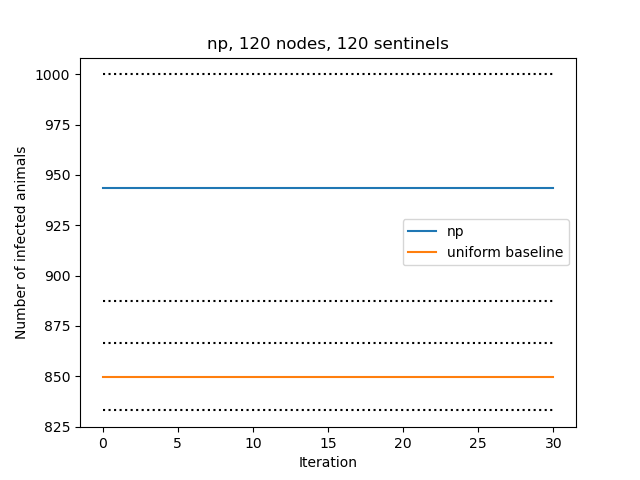 np, 120 nodes, 120 sentinels
1000
975
950
925
900
875
850
825
Number of infected animals
np
uniform baseline
0 5 10 15 20 25 30
Iteration